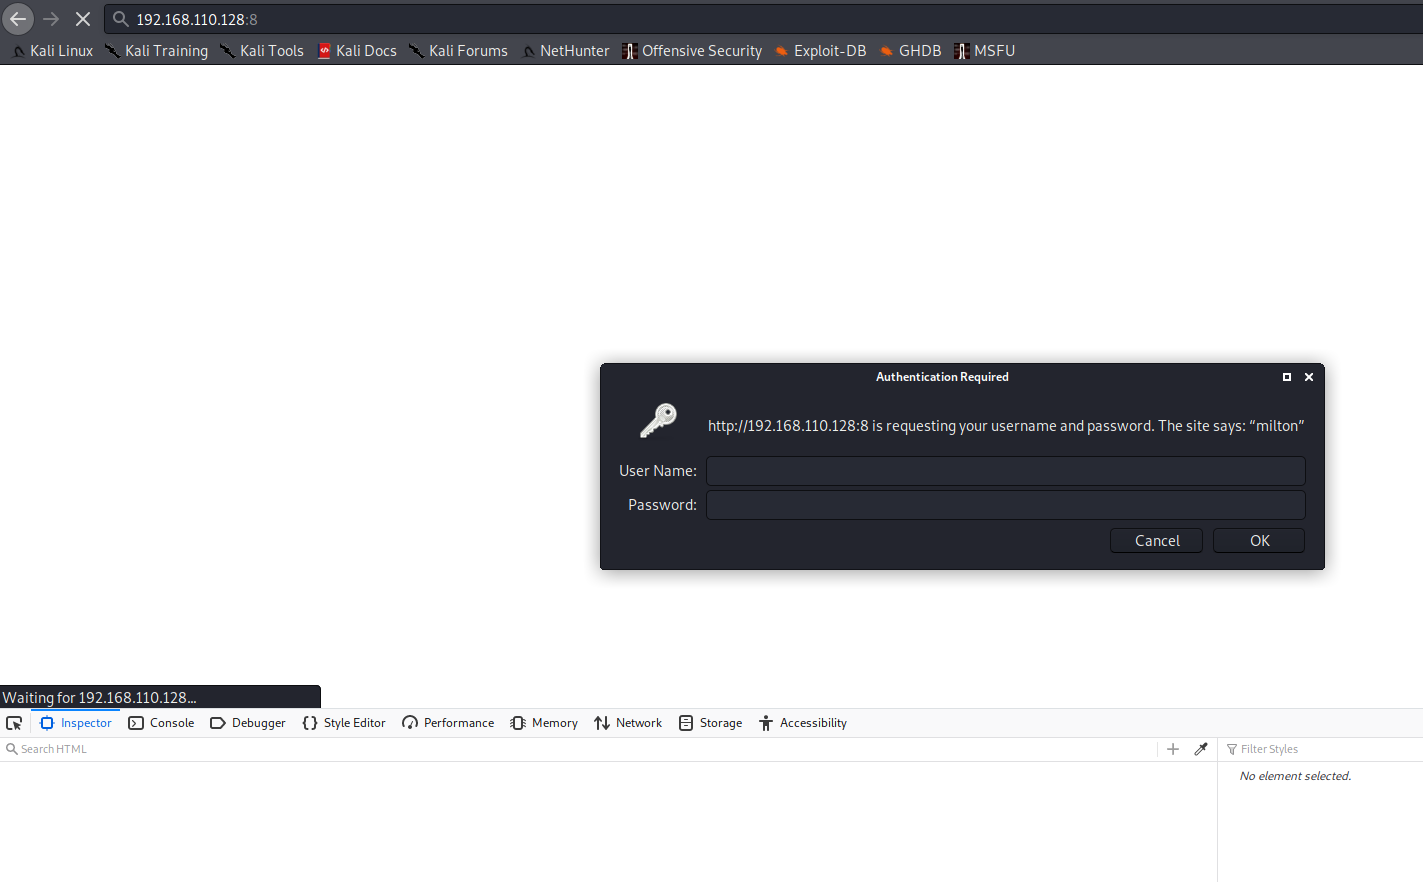 192.168.110.128:8
Kali Linux Kali Training Kali Tools Kali Docs Kali Forums NetHunter Offensive Security Exploit-DB GHDB MSFU
Authentication Required
http://192.168.110.128:8 is requesting your username and password. The site says: “milton”
User Name:
Password:
Cancel OK
Waiting for 192.168.110.128...
Inspector Console Debugger Style Editor Performance Memory Network Storage Accessibility
Search HTML Filter Styles
No element selected.